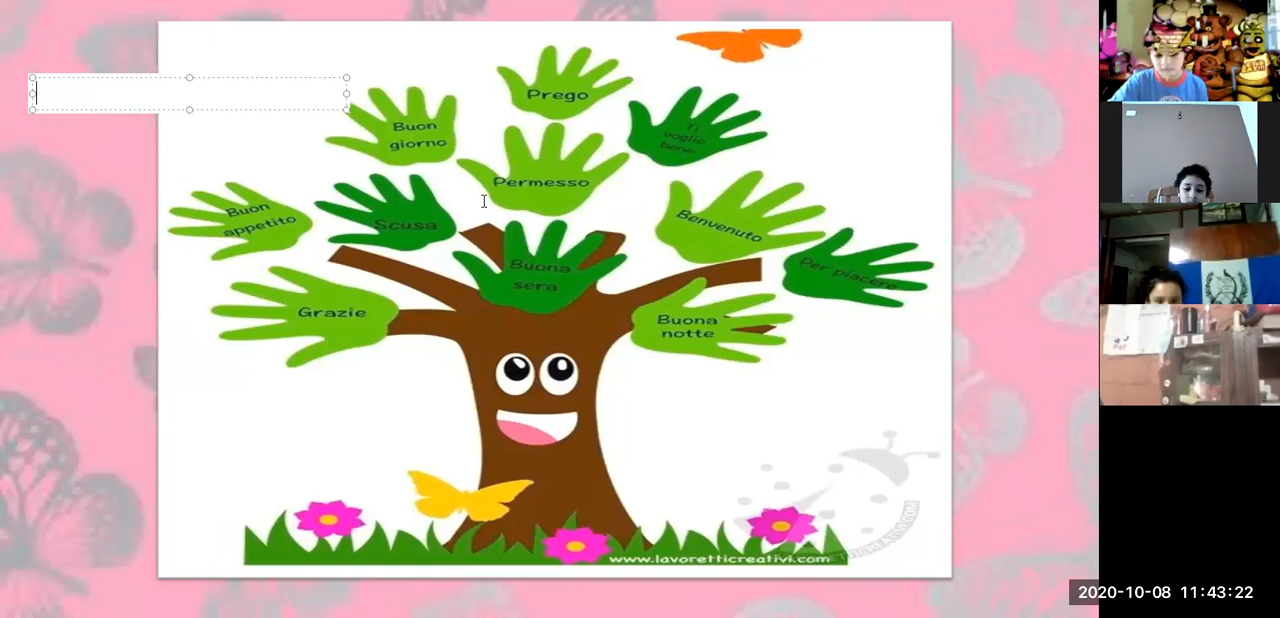 Prego
Buon
giorno
Ti
voglio
bene
Permesso
Buon
appetito
Scusa
Benvenuto
Buona
sera
Per piacere
Grazie
Buona
notte
www.lavoretticreativi.com
2020-10-08 11:43:22